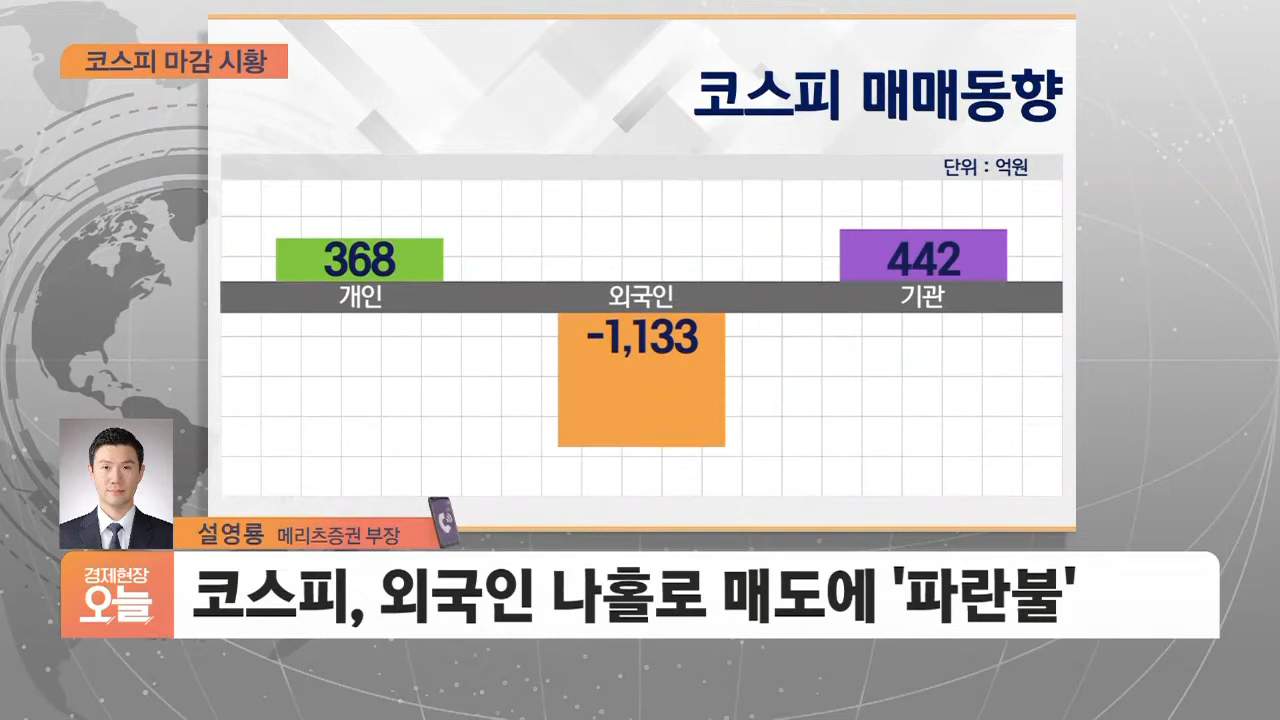 코스피 마감 시황
코스피 매매동향
단위 : 억원
368
442
개인
외국인
기관
-1,133
설영룡 메리츠증권 부장
경제현장
오늘
코스피, 외국인 나홀로 매도에 '파란불'